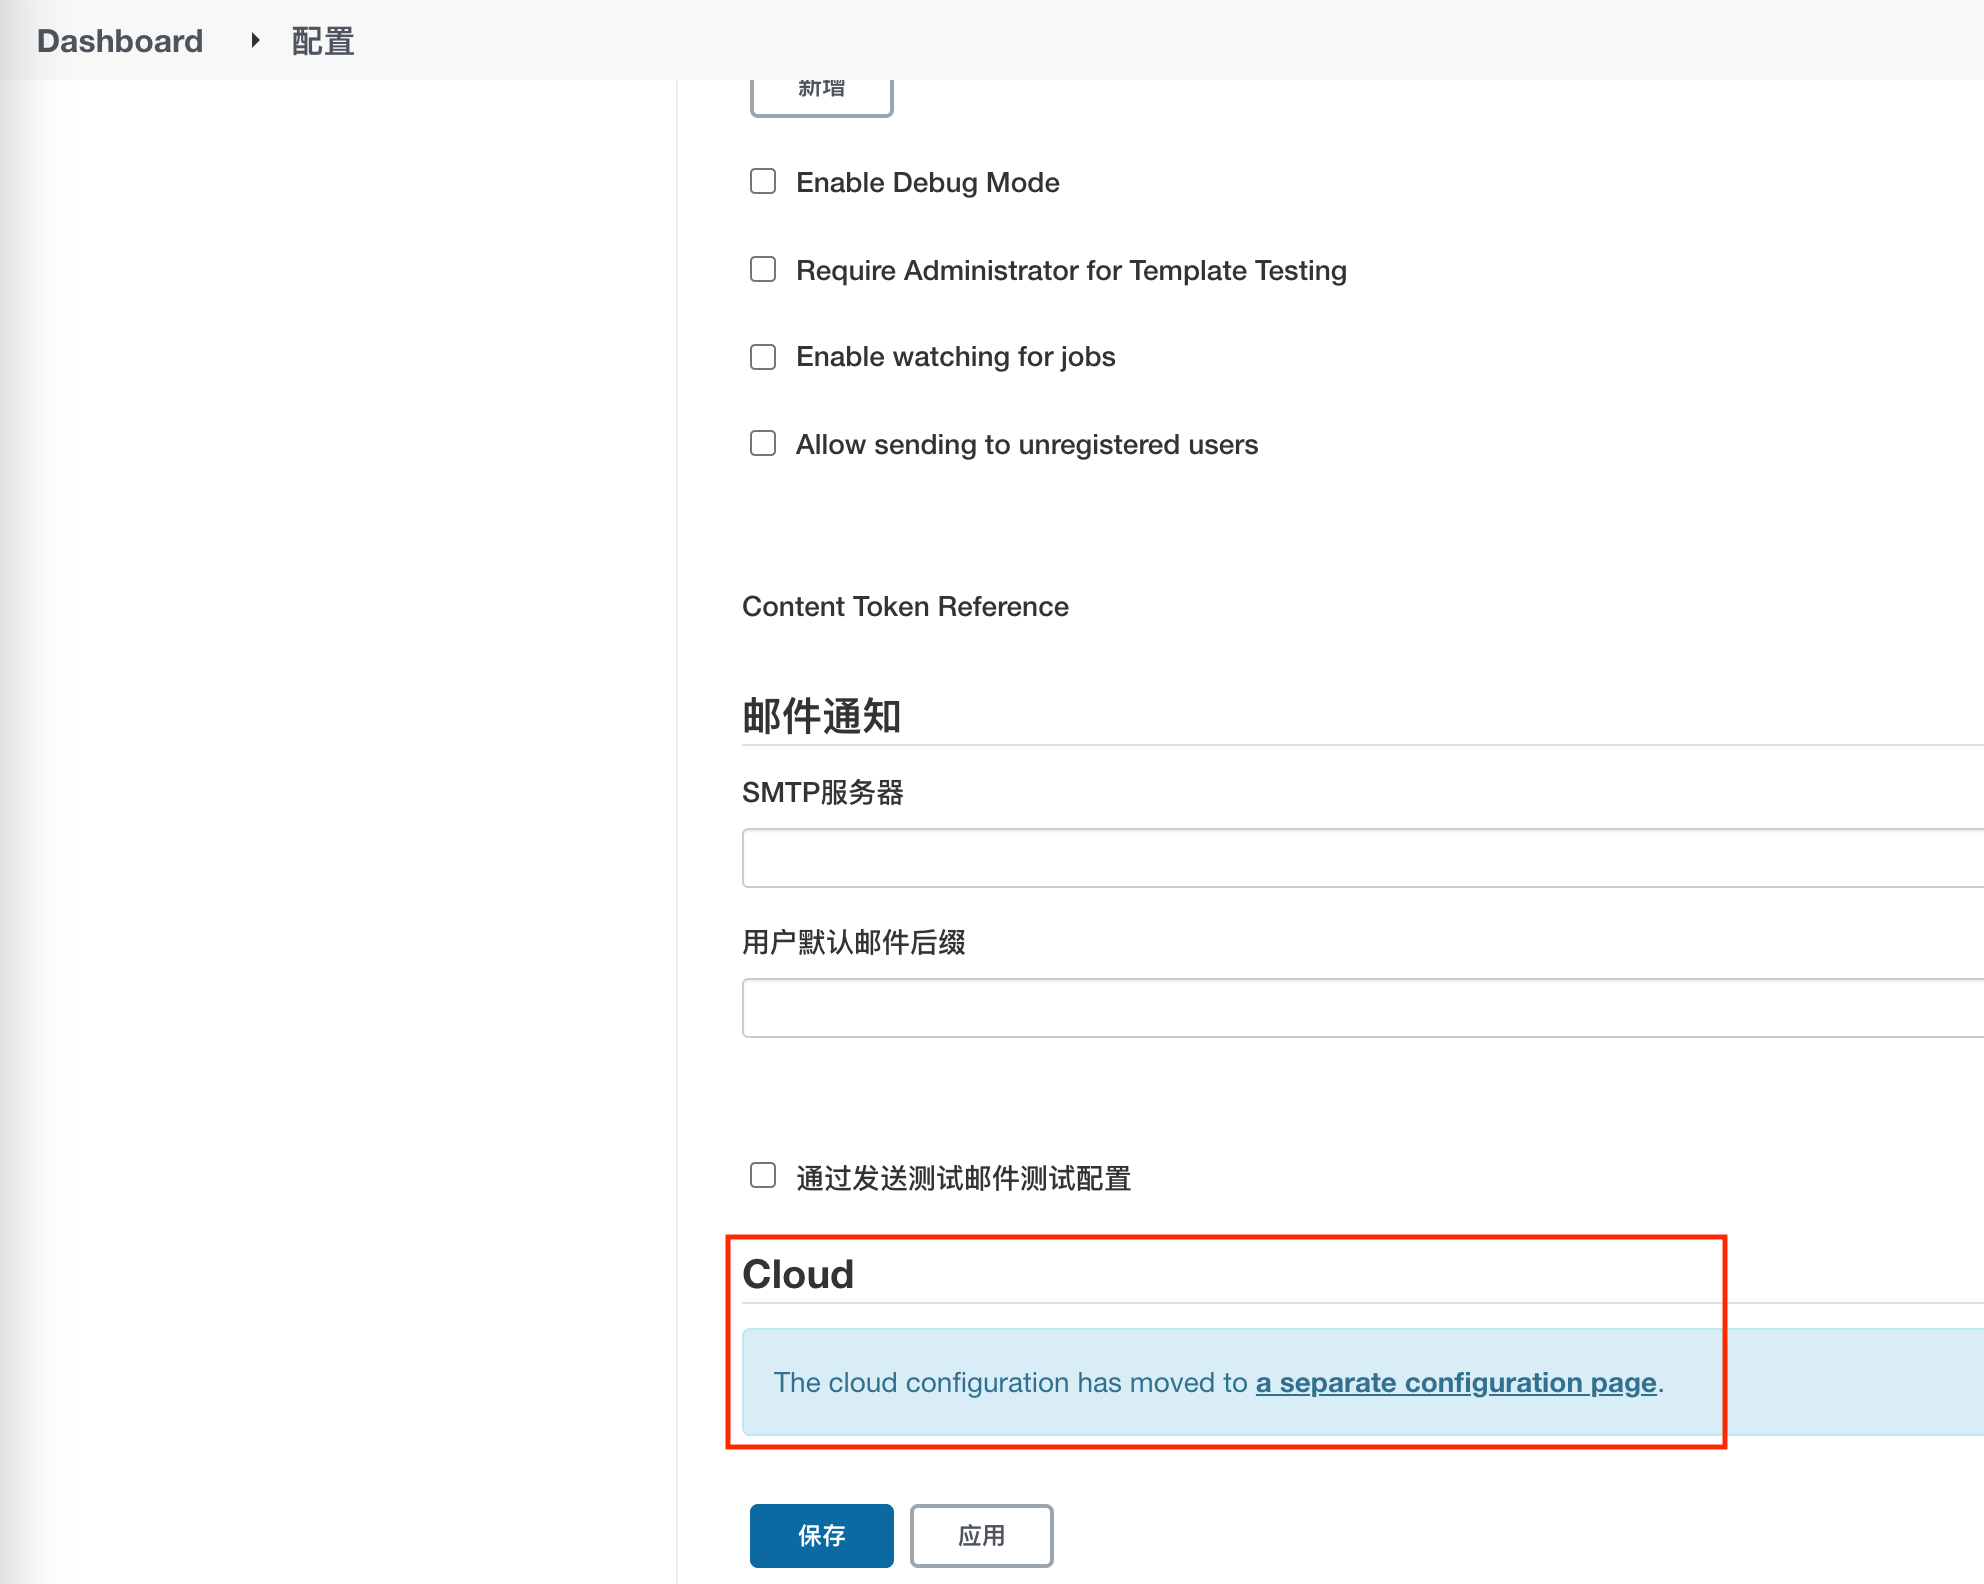 Dashboard 配置
新增
Enable Debug Mode
Require Administrator for Template Testing
Enable watching for jobs
Allow sending to unregistered users
Content Token Reference
邮件通知
SMTP服务器
用户默认邮件后缀
通过发送测试邮件测试配置
Cloud
The cloud configuration has moved to a separate configuration page.
保存 应用